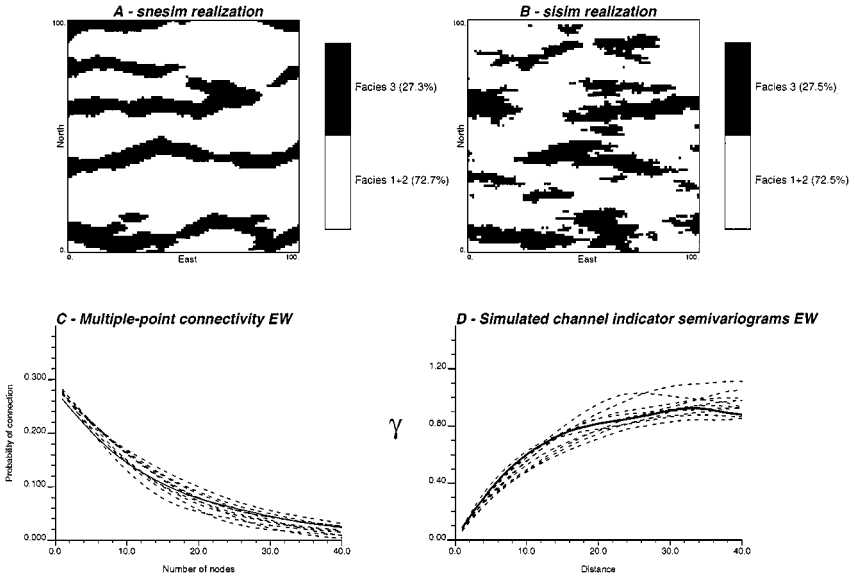 A - snesim realization
100.
North
0.
0.
East
100.
Facies 3 (27.3%)
Facies 1+2 (72.7%)
B - sisim realization
100.
North
0.
0.
East
100.
Facies 3 (27.5%)
Facies 1+2 (72.5%)
C - Multiple-point connectivity EW
Probability of connection
0.300
0.200
0.100
0.000
0.0
10.0
20.0
30.0
40.0
Number of nodes
D - Simulated channel indicator semivariograms EW
γ
1.20
0.80
0.40
0.00
0.0
10.0
20.0
30.0
40.0
Distance